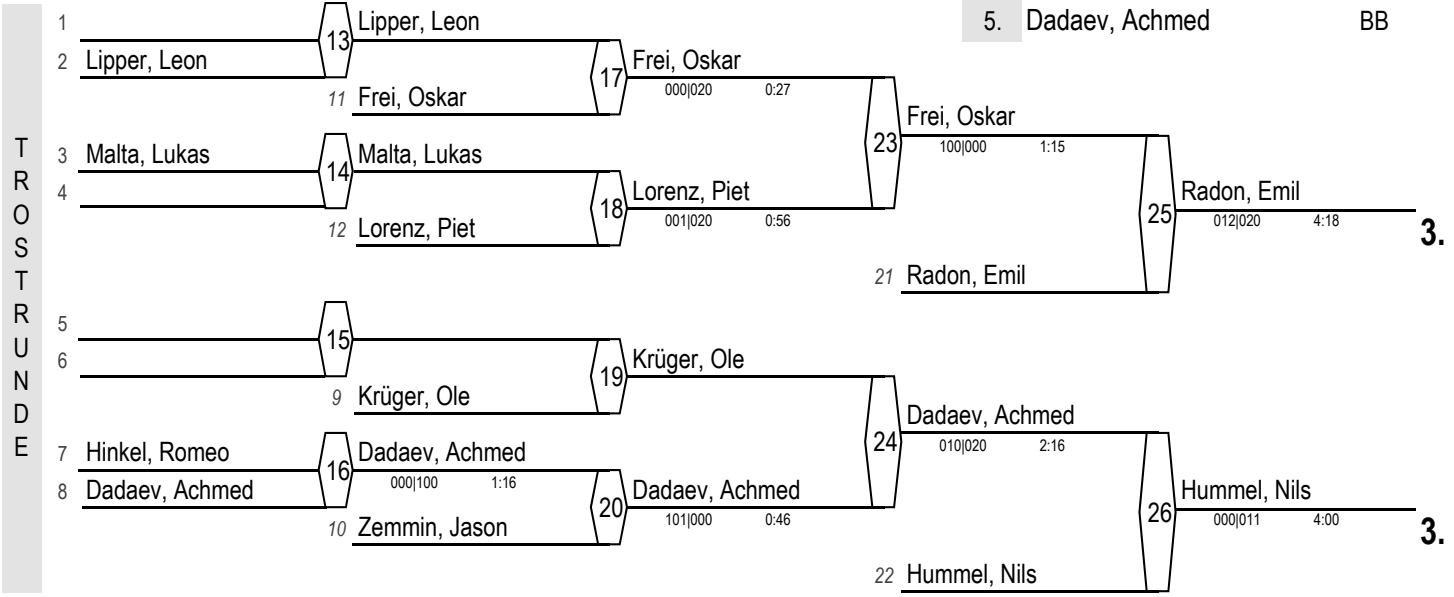 TROSTRUNDE
5. Dadaev, Achmed BB
1
2 Lipper, Leon
13
Lipper, Leon
11 Frei, Oskar
17
Frei, Oskar
000|020 0:27
3 Malta, Lukas
4
14
Malta, Lukas
12 Lorenz, Piet
18
Lorenz, Piet
001|020 0:56
23
Frei, Oskar
100|000 1:15
21 Radon, Emil
25
Radon, Emil
012|020 4:18
3.
5
6
15
9 Krüger, Ole
19
Krüger, Ole
7 Hinkel, Romeo
8 Dadaev, Achmed
16
Dadaev, Achmed
000|100 1:16
10 Zemmin, Jason
20
Dadaev, Achmed
101|000 0:46
24
Dadaev, Achmed
010|020 2:16
22 Hummel, Nils
26
Hummel, Nils
000|011 4:00
3.